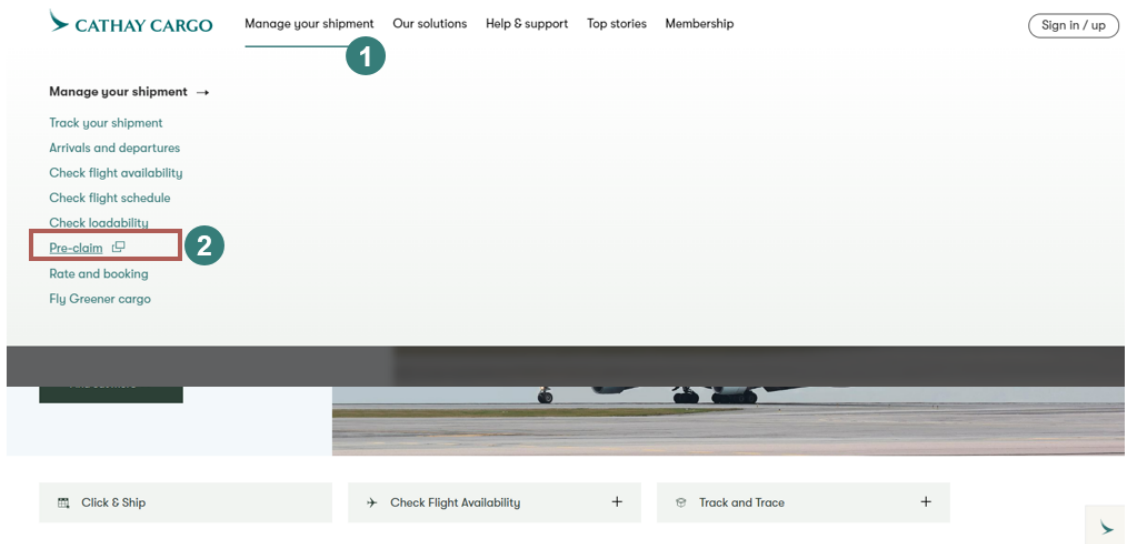 CATHAY CARGO
Manage your shipment Our solutions Help & support Top stories Membership
Sign in / up
1
Manage your shipment →
Track your shipment
Arrivals and departures
Check flight availability
Check flight schedule
Check loadability
Pre-claim
2
Rate and booking
Fly Greener cargo
Click & Ship
Check Flight Availability +
Track and Trace +